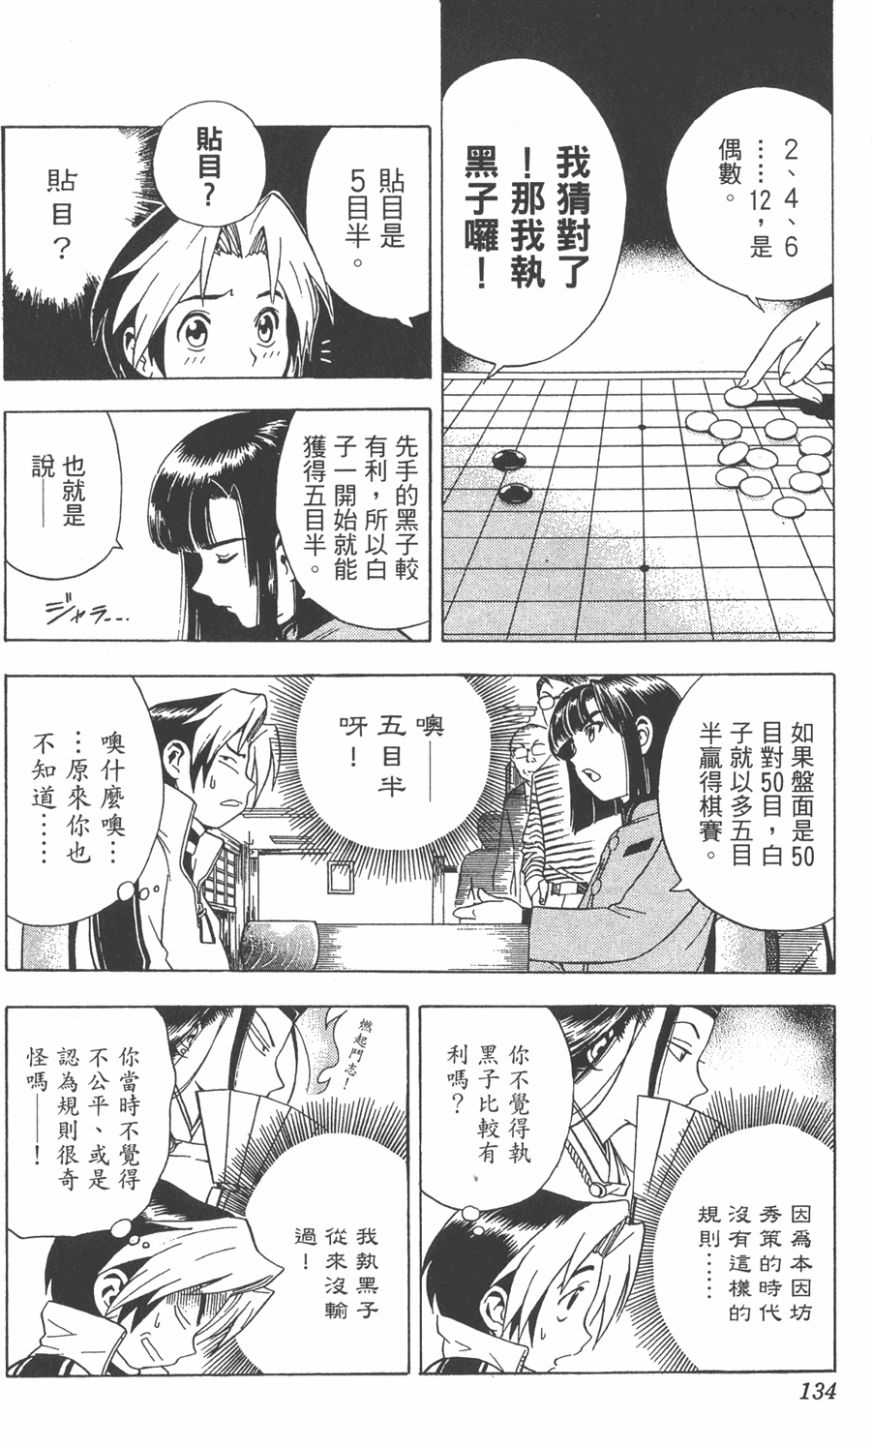 2、4、6
……12，是
偶數。
我猜對了
！那我執
黑子囉！
貼目是
5目半。
貼目？
貼目？
先手的黑子較
有利，所以白
子一開始就能
獲得五目半。
也就是
說——
ジャラ…
如果盤面是50
目對50目，白
子就以多五目
半贏得棋賽。
噢——
五目半
呀！
噢什麼噢…
…原來你也
不知道……
因爲本因坊
秀策的時代
沒有這樣的
規則……
你不覺得執
黑子比較有
利嗎？
燃起鬥志！
我執黑子
從來沒輸
過！
你當時不覺得
不公平、或是
認為規則很奇
怪嗎——！
134